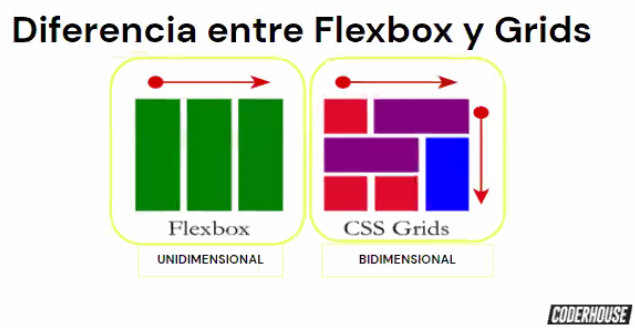 Diferencia entre Flexbox y Grids
Flexbox
CSS Grids
UNIDIMENSIONAL
BIDIMENSIONAL
CODERHOUSE